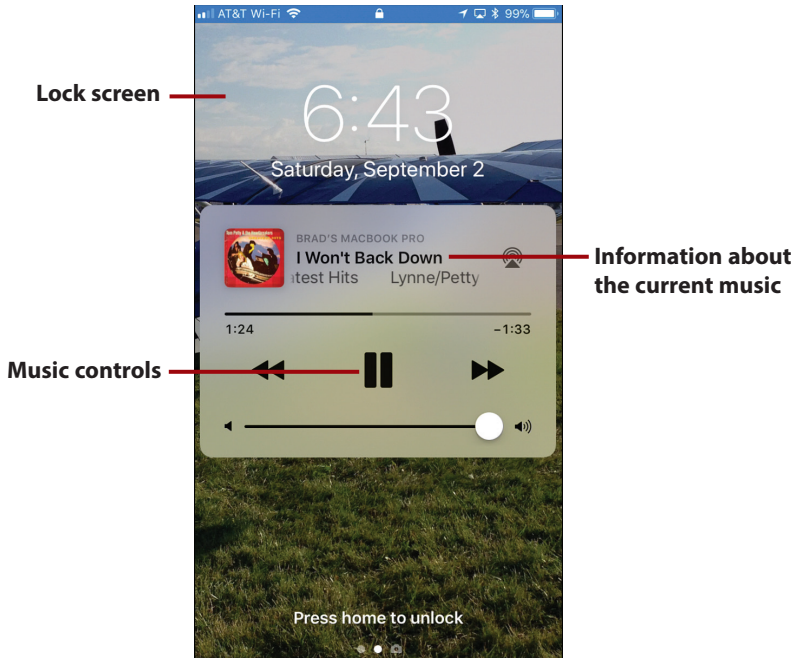 AT&T Wi-Fi 99%
Lock screen
6:43
Saturday, September 2
BRAD'S MACBOOK PRO
I Won't Back Down
Information about
the current music
test Hits Lynne/Petty
1:24 -1:33
Music controls
Press home to unlock